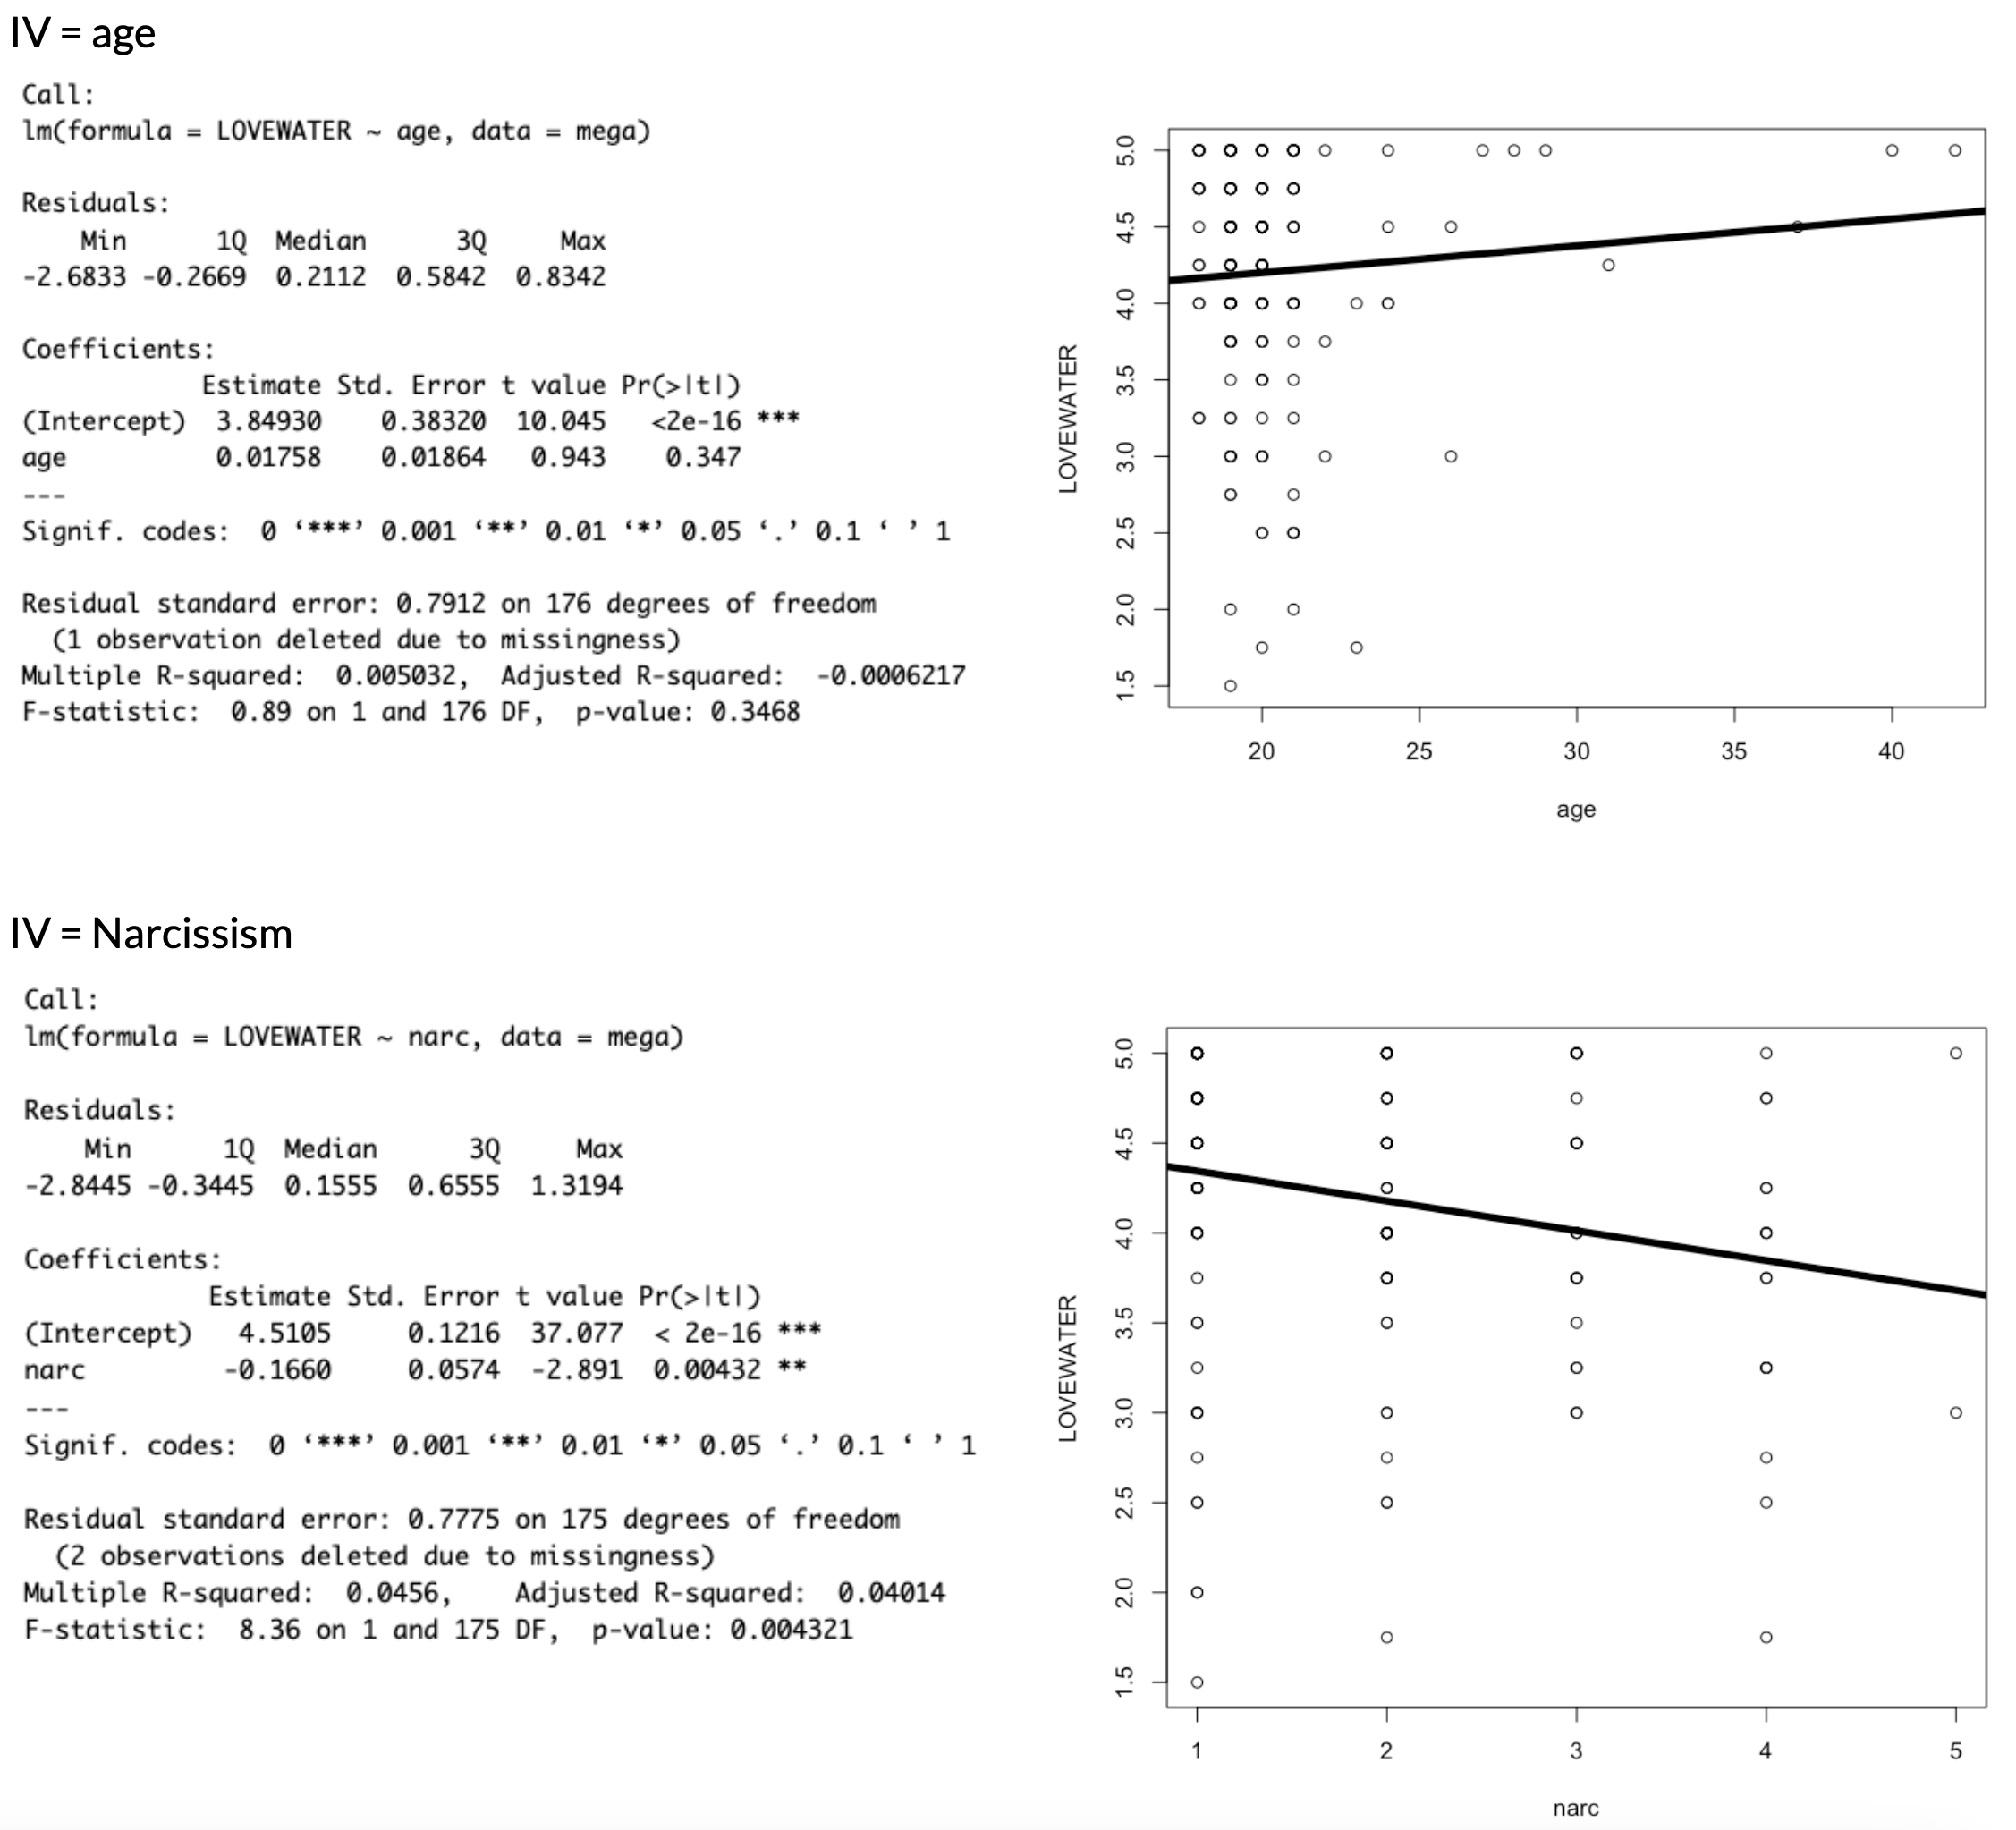 IV = age
Call:
lm(formula = LOVEWATER ~ age, data = mega)
Residuals:
Min 1Q Median 3Q Max
-2.6833 -0.2669 0.2112 0.5842 0.8342
Coefficients:
Estimate Std. Error t value Pr(>|t|)
(Intercept) 3.84930 0.38320 10.045 <2e-16 ***
age 0.01758 0.01864 0.943 0.347
---
Signif. codes: 0 ‘***’ 0.001 ‘**’ 0.01 ‘*’ 0.05 ‘.’ 0.1 ‘ ’ 1
Residual standard error: 0.7912 on 176 degrees of freedom
(1 observation deleted due to missingness)
Multiple R-squared: 0.005032, Adjusted R-squared: -0.0006217
F-statistic: 0.89 on 1 and 176 DF, p-value: 0.3468
LOVEWATER
5.0
4.5
4.0
3.5
3.0
2.5
2.0
1.5
20 25 30 35 40
age
IV = Narcissism
Call:
lm(formula = LOVEWATER ~ narc, data = mega)
Residuals:
Min 1Q Median 3Q Max
-2.8445 -0.3445 0.1555 0.6555 1.3194
Coefficients:
Estimate Std. Error t value Pr(>|t|)
(Intercept) 4.5105 0.1216 37.077 < 2e-16 ***
narc -0.1660 0.0574 -2.891 0.00432 **
---
Signif. codes: 0 ‘***’ 0.001 ‘**’ 0.01 ‘*’ 0.05 ‘.’ 0.1 ‘ ’ 1
Residual standard error: 0.7775 on 175 degrees of freedom
(2 observations deleted due to missingness)
Multiple R-squared: 0.0456, Adjusted R-squared: 0.04014
F-statistic: 8.36 on 1 and 175 DF, p-value: 0.004321
LOVEWATER
5.0
4.5
4.0
3.5
3.0
2.5
2.0
1.5
1 2 3 4 5
narc